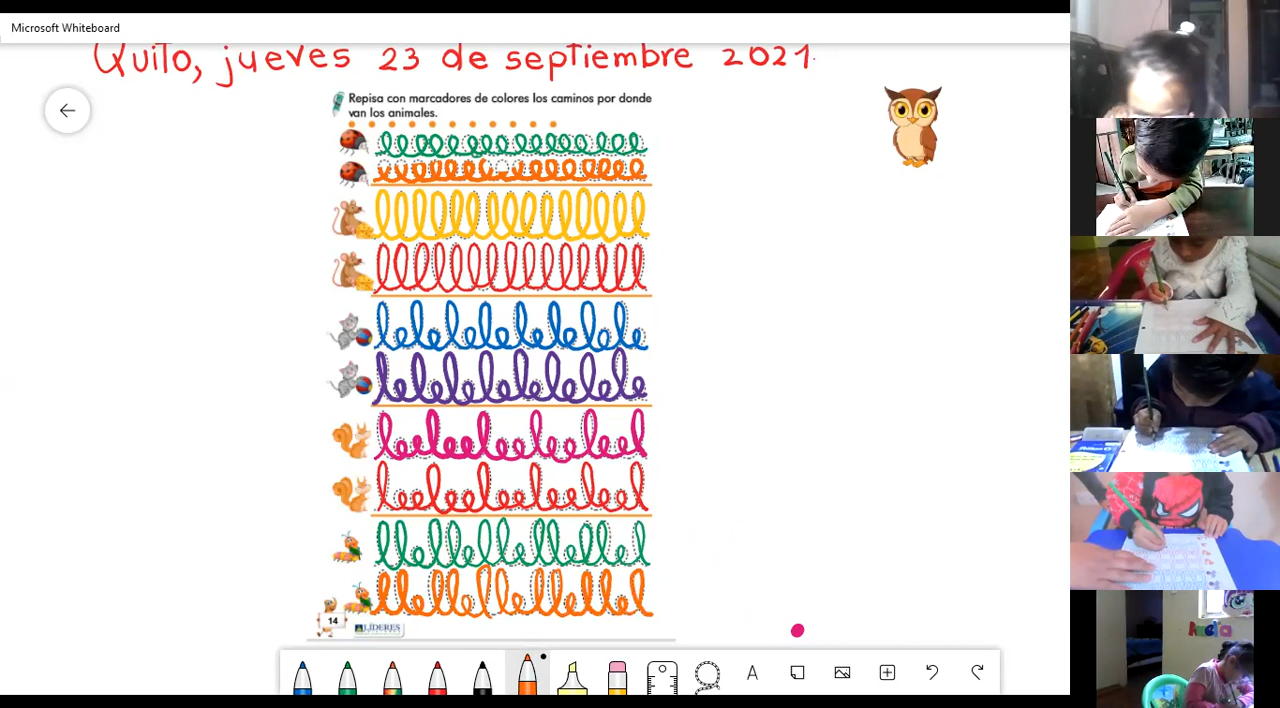 Microsoft Whiteboard
Quito, jueves 23 de septiembre 2021
Repisa con marcadores de colores los caminos por donde
van los animales.
14
LÍDERES
A